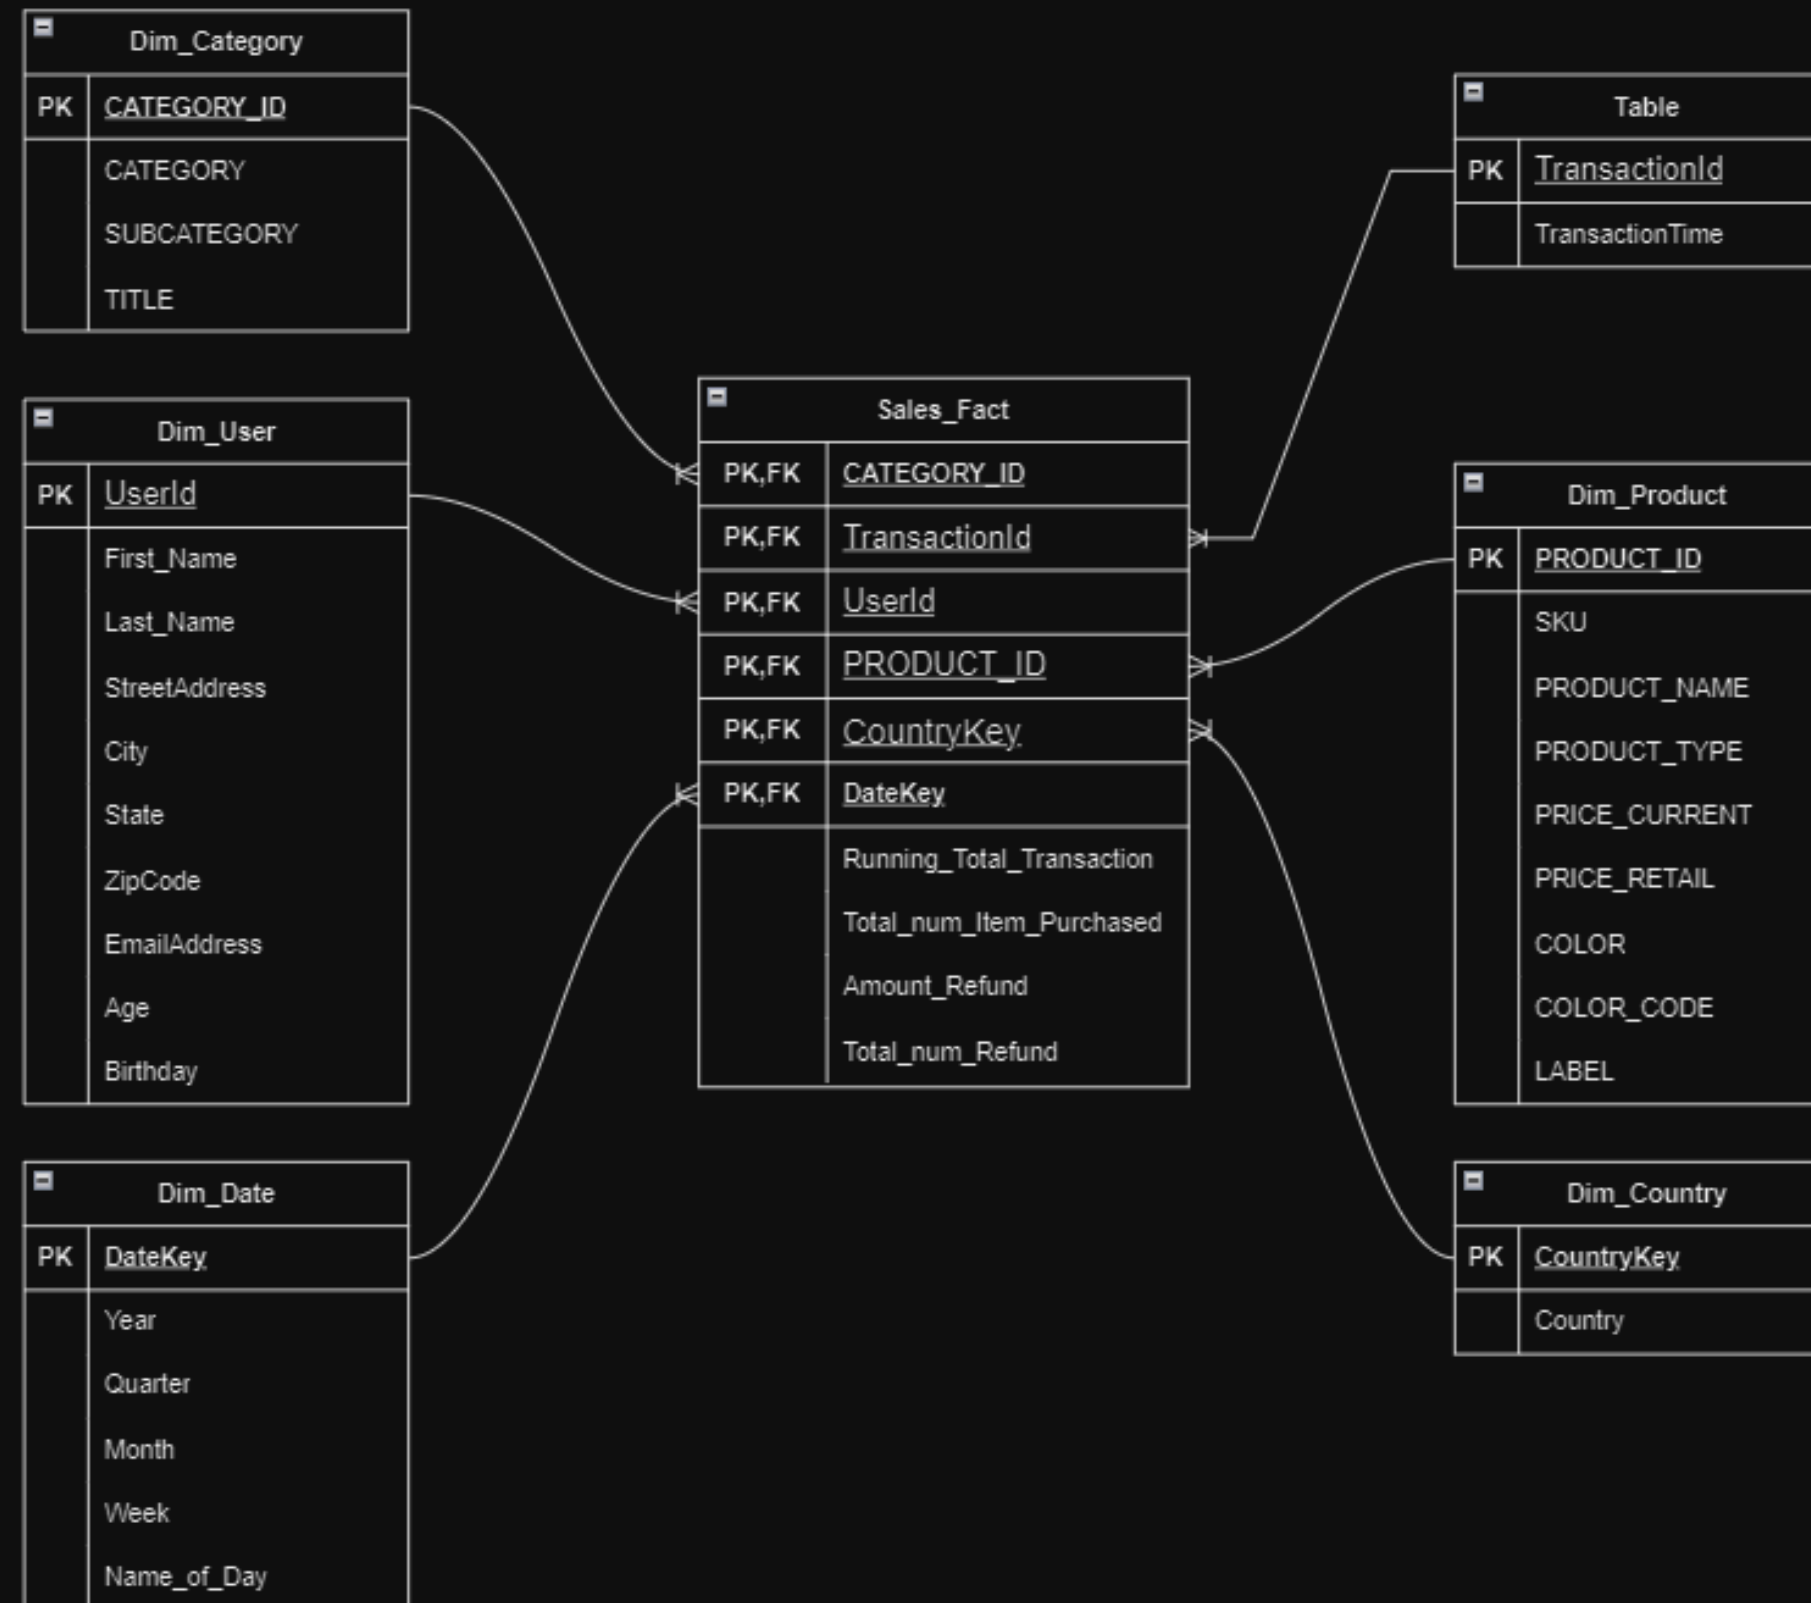 Dim_Category
PK CATEGORY_ID
CATEGORY
SUBCATEGORY
TITLE
Dim_User
PK UserId
First_Name
Last_Name
StreetAddress
City
State
ZipCode
EmailAddress
Age
Birthday
Dim_Date
PK DateKey
Year
Quarter
Month
Week
Name_of_Day
Sales_Fact
PK,FK CATEGORY_ID
PK,FK TransactionId
PK,FK UserId
PK,FK PRODUCT_ID
PK,FK CountryKey
PK,FK DateKey
Running_Total_Transaction
Total_num_Item_Purchased
Amount_Refund
Total_num_Refund
Table
PK TransactionId
TransactionTime
Dim_Product
PK PRODUCT_ID
SKU
PRODUCT_NAME
PRODUCT_TYPE
PRICE_CURRENT
PRICE_RETAIL
COLOR
COLOR_CODE
LABEL
Dim_Country
PK CountryKey
Country